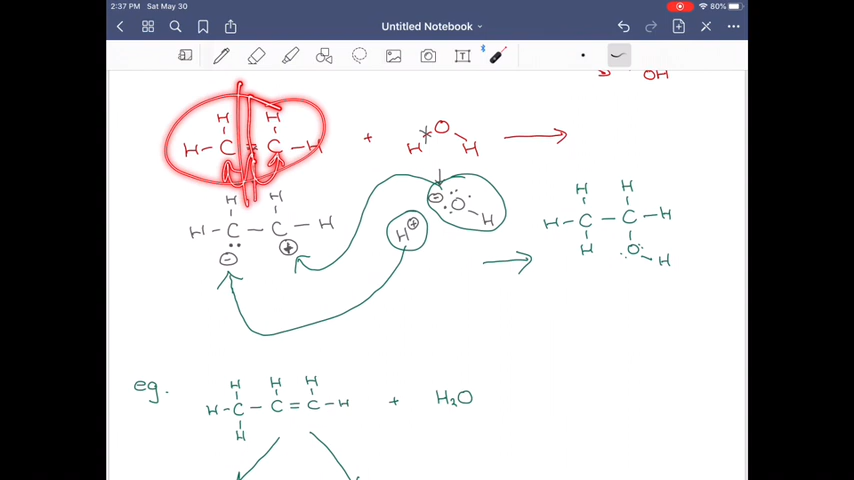 2:37 PM Sat May 30
80%
Untitled Notebook
T
OH
H H O
H - C = C - H + H H
H H ⊖ O H
H - C - C - H H ⊕
⊖ ⊕
H H
H - C - C - H
H O - H
eg.
H H H
H - C - C = C - H + H₂O
H